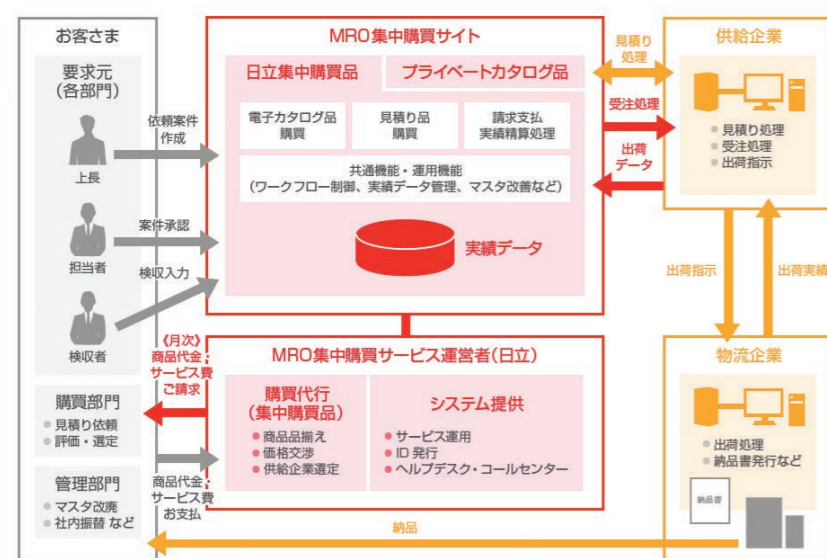 お客さま
要求元
(各部門)
上長
担当者
検収者
購買部門
見積り依頼
評価・選定
管理部門
マスタ改廃
社内振替 など
依頼案件
作成
案件承認
検収入力
《月次》
商品代金・
サービス費
ご請求
商品代金・
サービス費
お支払
MRO集中購買サイト
日立集中購買品
プライベートカタログ品
電子カタログ品
購買
見積り品
購買
請求支払
実績精算処理
共通機能・運用機能
(ワークフロー制御、実績データ管理、マスタ改善など)
実績データ
MRO集中購買サービス運営者(日立)
購買代行
(集中購買品)
商品品揃え
価格交渉
供給企業選定
システム提供
サービス運用
ID 発行
ヘルプデスク・コールセンター
見積り
処理
受注処理
出荷
データ
供給企業
見積り処理
受注処理
出荷指示
出荷指示
出荷実績
物流企業
出荷処理
納品書発行など
納品書
納品